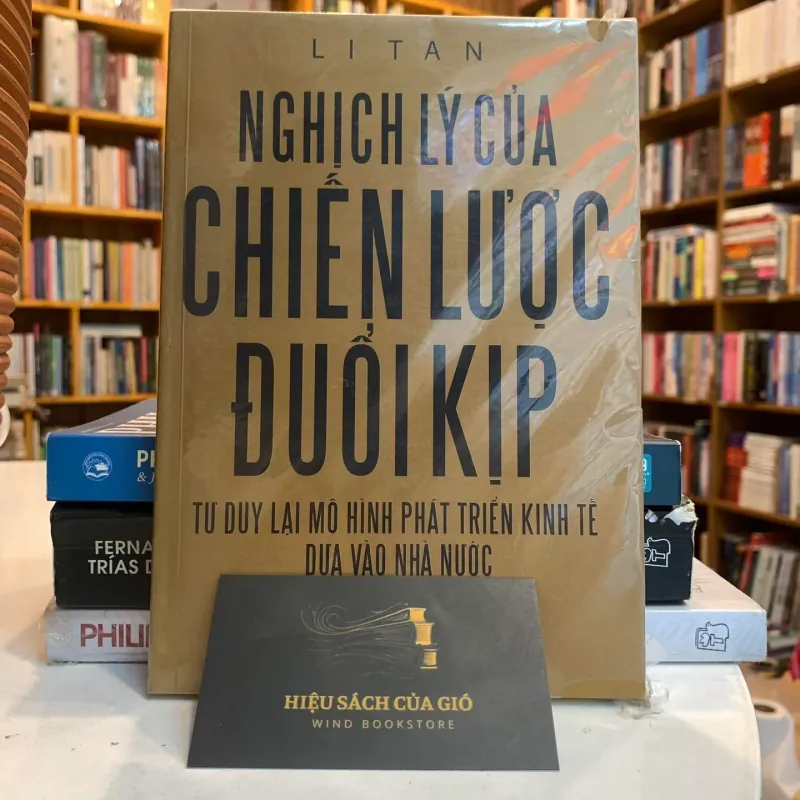 LI TAN
NGHỊCH LÝ CỦA
CHIẾN LƯỢC
ĐUỔI KỊP
TƯ DUY LẠI MÔ HÌNH PHÁT TRIỂN KINH TẾ
DỰA VÀO NHÀ NƯỚC
FERNA
TRÍAS D
PHILI
HIỆU SÁCH CỦA GIÓ
WIND BOOKSTORE